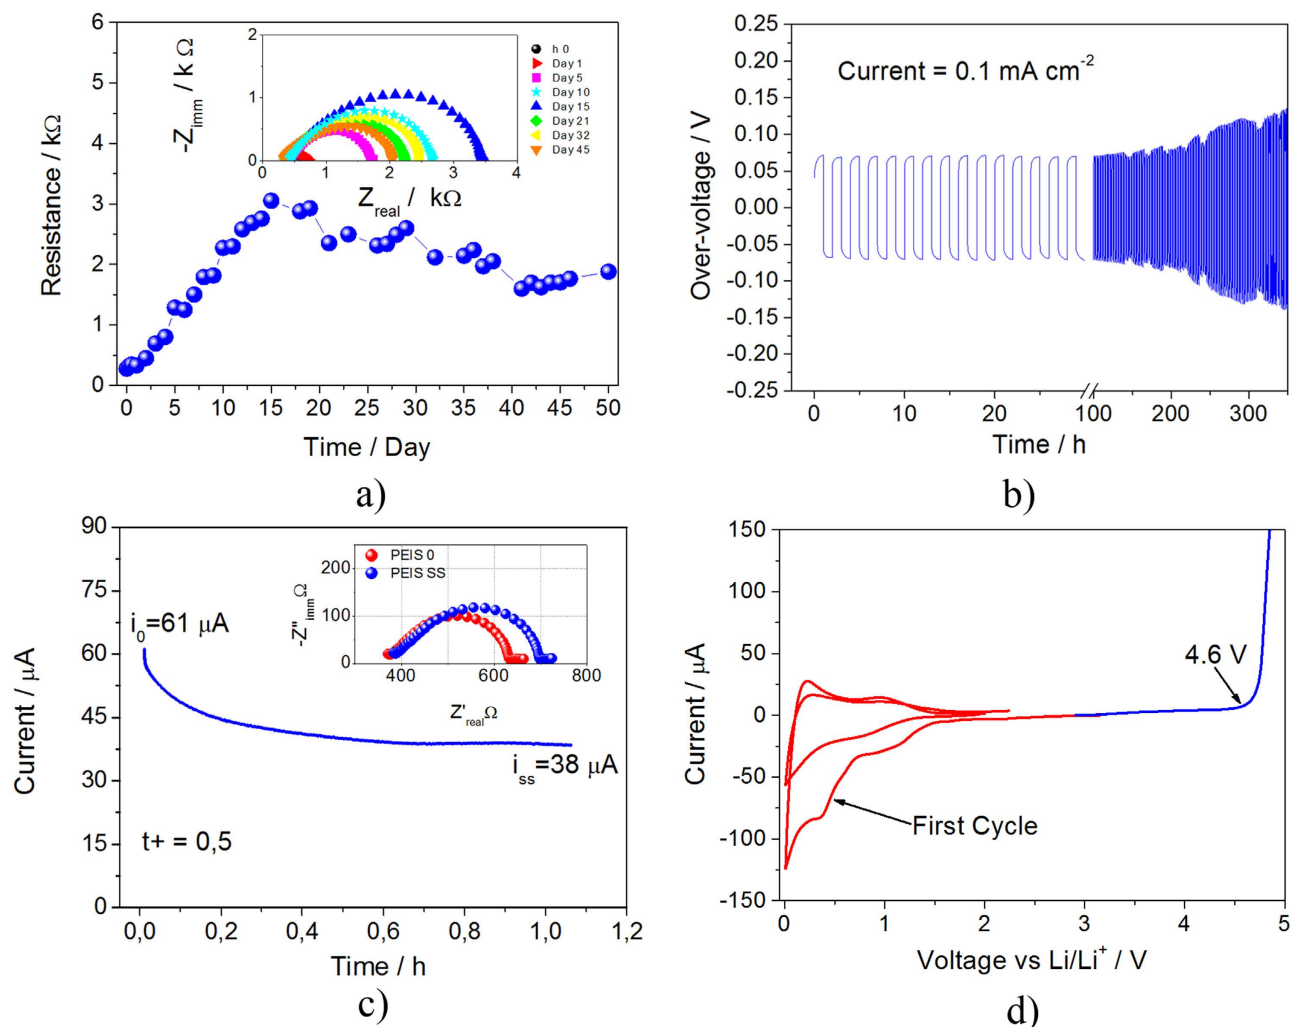 6
5
4
3
2
1
0
Resistance / kΩ
0 5 10 15 20 25 30 35 40 45 50
Time / Day
2
1
0
-Zimm / k Ω
0 1 2 3 4
Zreal / kΩ
h 0
Day 1
Day 5
Day 10
Day 15
Day 21
Day 32
Day 45
a)
0.25
0.20
0.15
0.10
0.05
0.00
-0.05
-0.10
-0.15
-0.20
-0.25
Over-voltage / V
Current = 0.1 mA cm-2
0 10 20 100 200 300
Time / h
b)
90
75
60
45
30
15
0
Current / µA
i0=61 µA
iss=38 µA
t+ = 0,5
0,0 0,2 0,4 0,6 0,8 1,0 1,2
Time / h
PEIS 0
PEIS SS
200
100
0
-Z"immΩ
400 600 800
Z'realΩ
c)
150
100
50
0
-50
-100
-150
Current / µA
4.6 V
First Cycle
0 1 2 3 4 5
Voltage vs Li/Li+ / V
d)